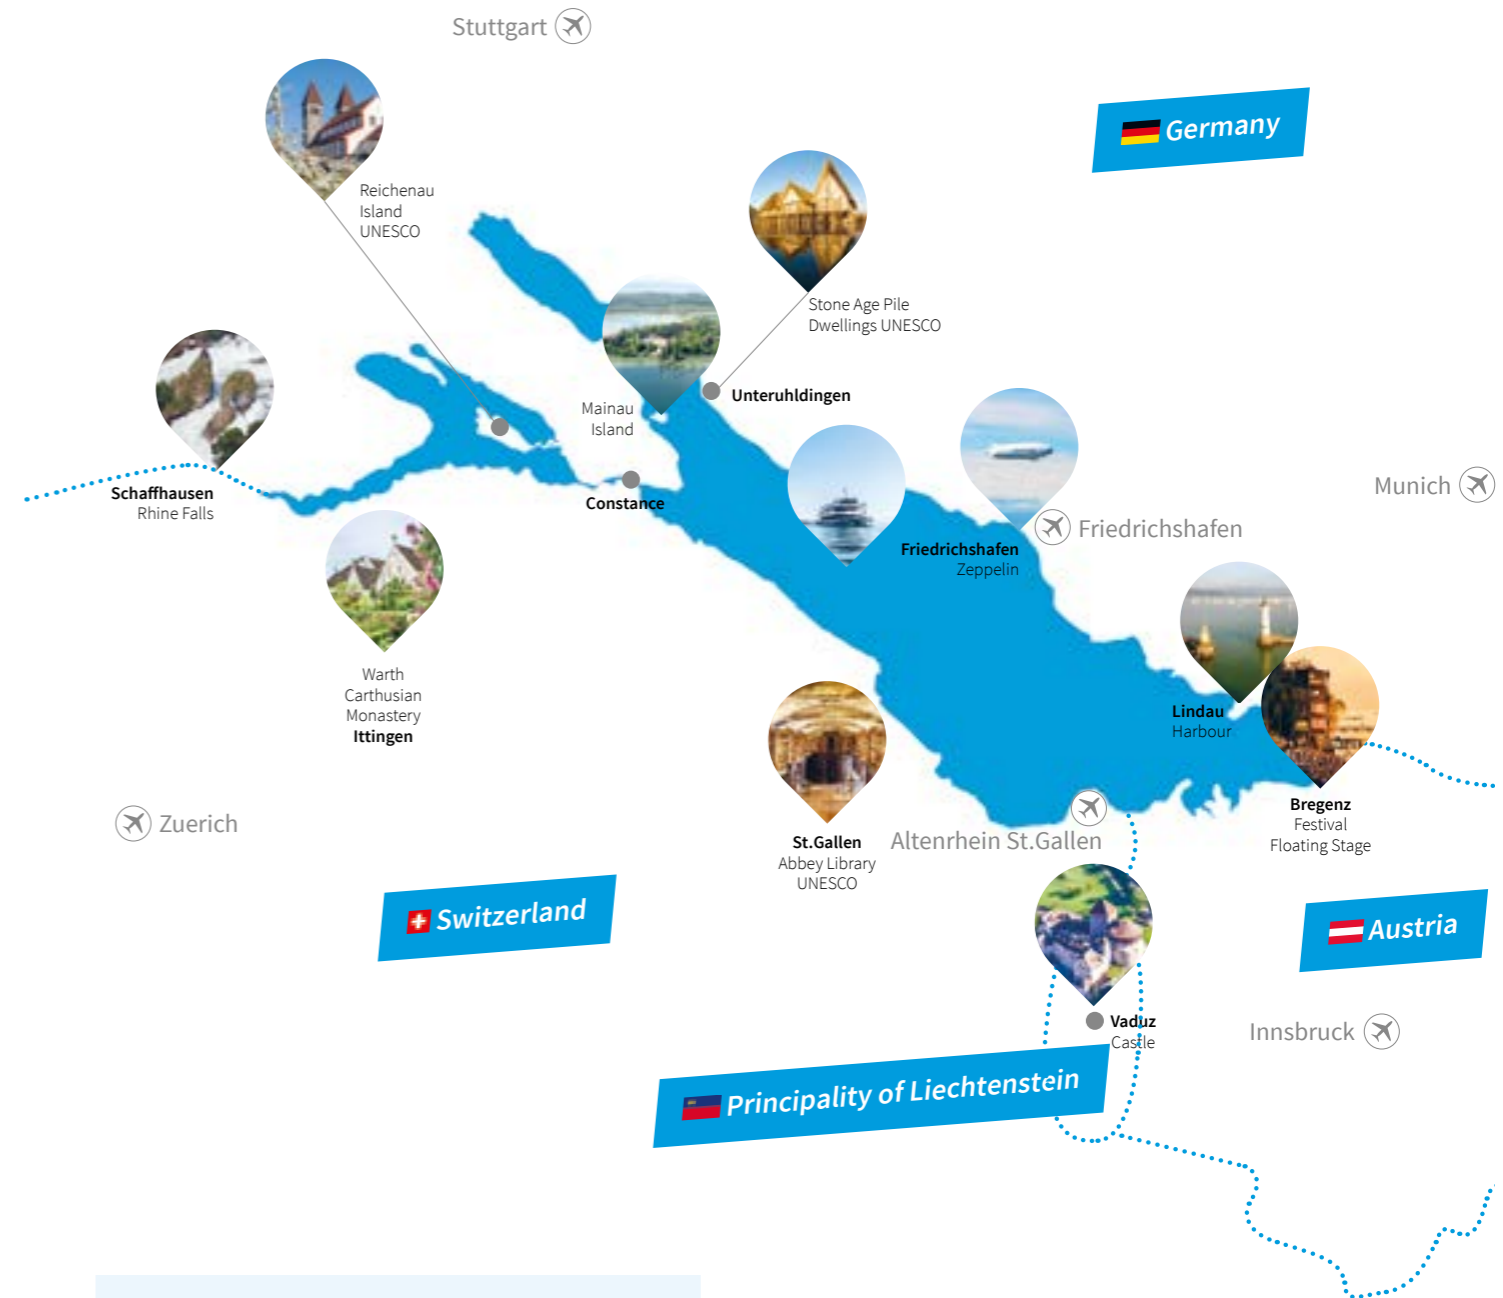 Stuttgart
Germany
Reichenau
Island
UNESCO
Stone Age Pile
Dwellings UNESCO
Unteruhldingen
Mainau
Island
Schaffhausen
Rhine Falls
Constance
Munich
Friedrichshafen
Friedrichshafen
Zeppelin
Warth
Carthusian
Monastery
Ittingen
Lindau
Harbour
Zuerich
St.Gallen
Abbey Library
UNESCO
Altenrhein St.Gallen
Bregenz
Festival
Floating Stage
Switzerland
Austria
Vaduz
Castle
Innsbruck
Principality of Liechtenstein